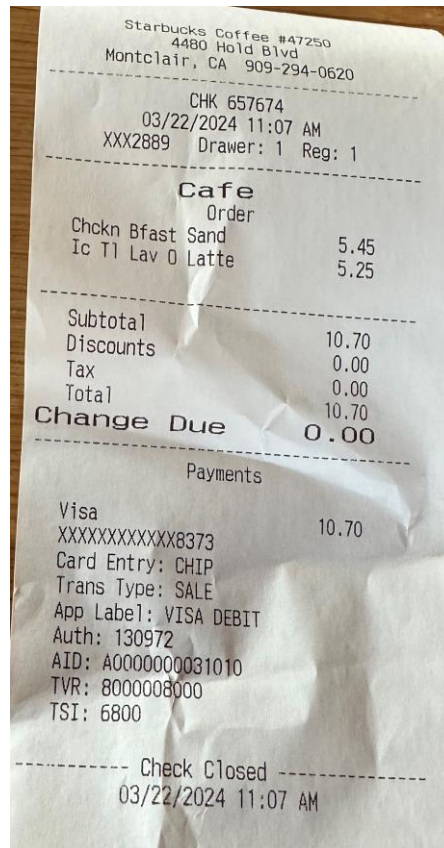 Starbucks Coffee #47250
4480 Hold Blvd
Montclair, CA 909-294-0620
CHK 657674
03/22/2024 11:07 AM
XXX2889 Drawer: 1 Reg: 1
Cafe
Order
Chckn Bfast Sand 5.45
Ic Tl Lav O Latte 5.25
Subtotal 10.70
Discounts 0.00
Tax 0.00
Total 10.70
Change Due 0.00
Payments
Visa 10.70
XXXXXXXXXXXX8373
Card Entry: CHIP
Trans Type: SALE
App Label: VISA DEBIT
Auth: 130972
AID: A0000000031010
TVR: 8000008000
TSI: 6800
Check Closed
03/22/2024 11:07 AM